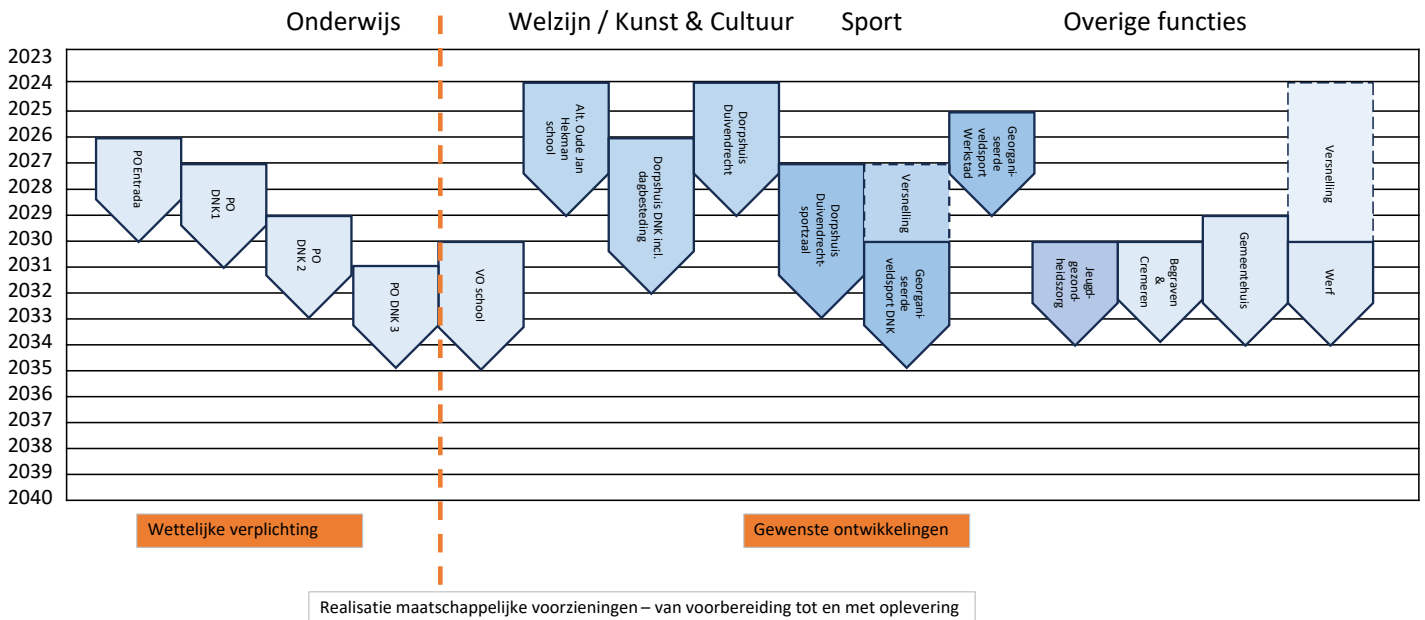 Onderwijs
Welzijn / Kunst & Cultuur
Sport
Overige functies
2023
2024
2025
2026
2027
2028
2029
2030
2031
2032
2033
2034
2035
2036
2037
2038
2039
2040
PO Entrada
PO
DNK1
PO
DNK 2
PO DNK 3
VO school
Alt. Oude Jan
Hekman
school
Dorpshuis DNK incl.
dagbesteding
Dorpshuis
Duivendrecht
Dorpshuis
Duivendrecht-
sportzaal
Versnelling
Georgani-
seerde
veldsport DNK
Georgani-
seerde
veldsport
Werkstad
Jeugd-
gezond-
heidszorg
Begraven
&
Cremeren
Gemeentehuis
Versnelling
Werf
Wettelijke verplichting
Gewenste ontwikkelingen
Realisatie maatschappelijke voorzieningen – van voorbereiding tot en met oplevering